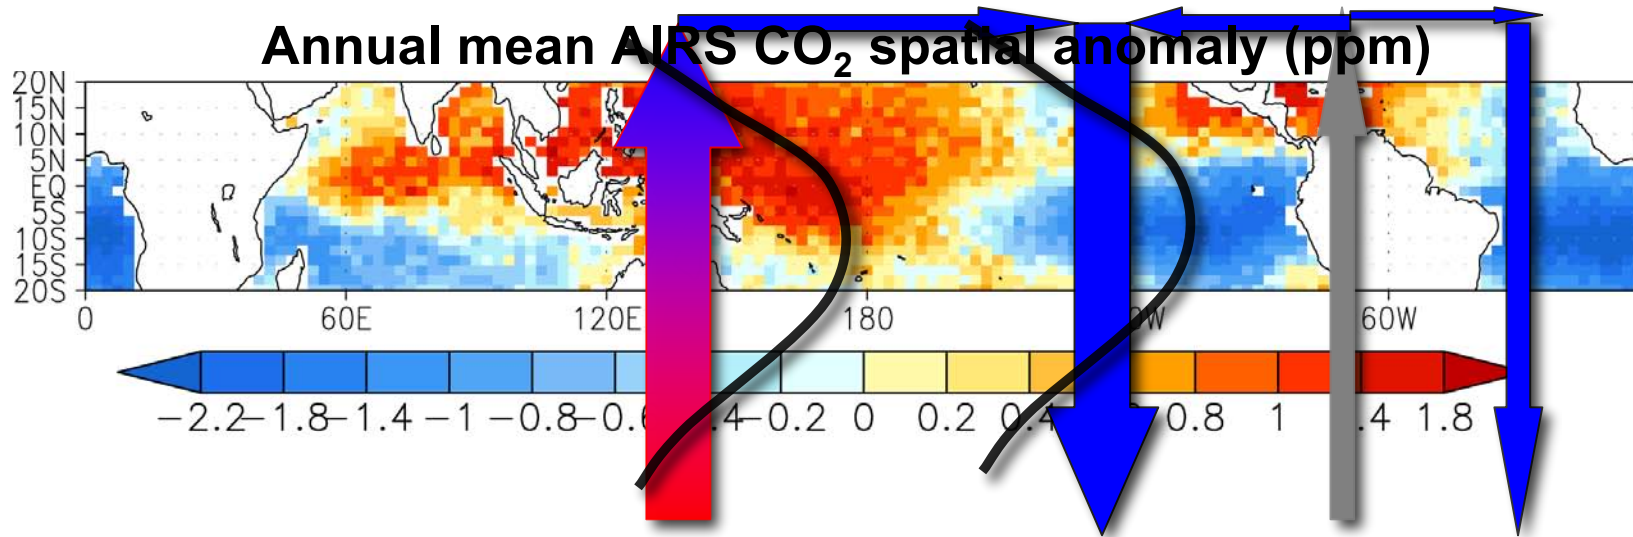 Annual mean AIRS CO₂ spatial anomaly (ppm)
20N
15N
10N
5N
EQ
5S
10S
15S
20S
0 60E 120E 180 60W
−2.2 −1.8 −1.4 −1 −0.8 −0.2 0 0.2 0.8 1 1.8